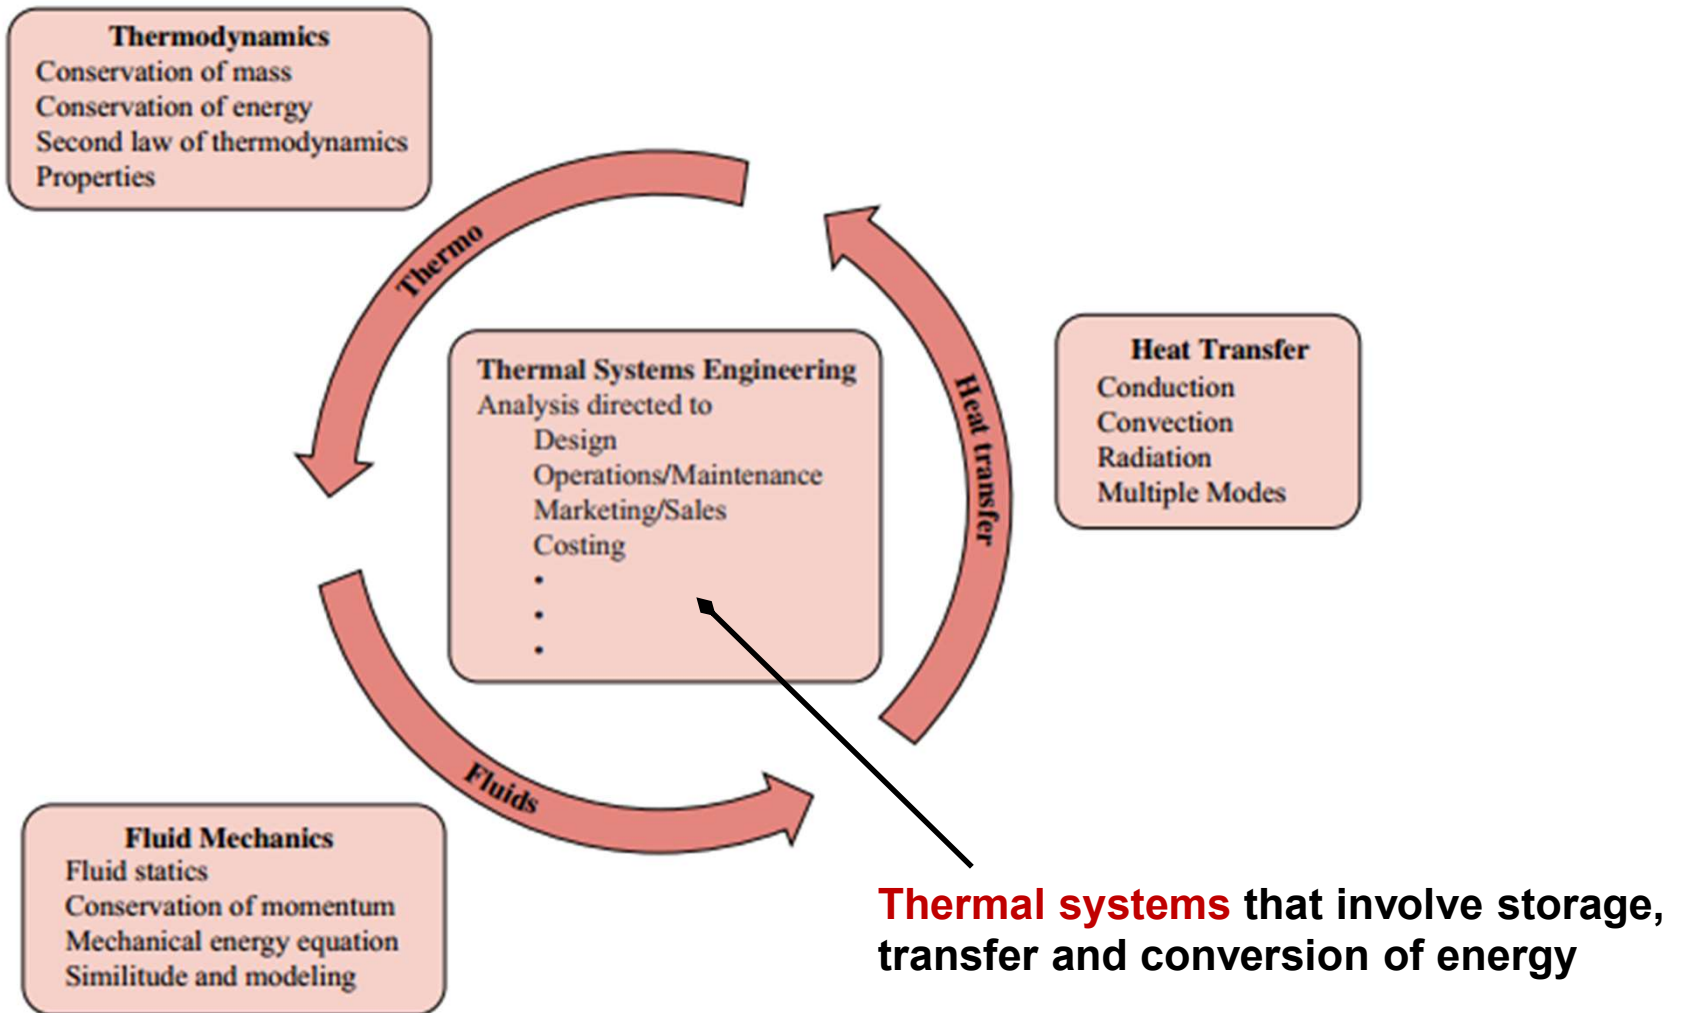 Thermodynamics
Conservation of mass
Conservation of energy
Second law of thermodynamics
Properties
Thermo
Thermal Systems Engineering
Analysis directed to
Design
Operations/Maintenance
Marketing/Sales
Costing
•
•
•
Heat transfer
Heat Transfer
Conduction
Convection
Radiation
Multiple Modes
Fluids
Fluid Mechanics
Fluid statics
Conservation of momentum
Mechanical energy equation
Similitude and modeling
Thermal systems that involve storage,
transfer and conversion of energy